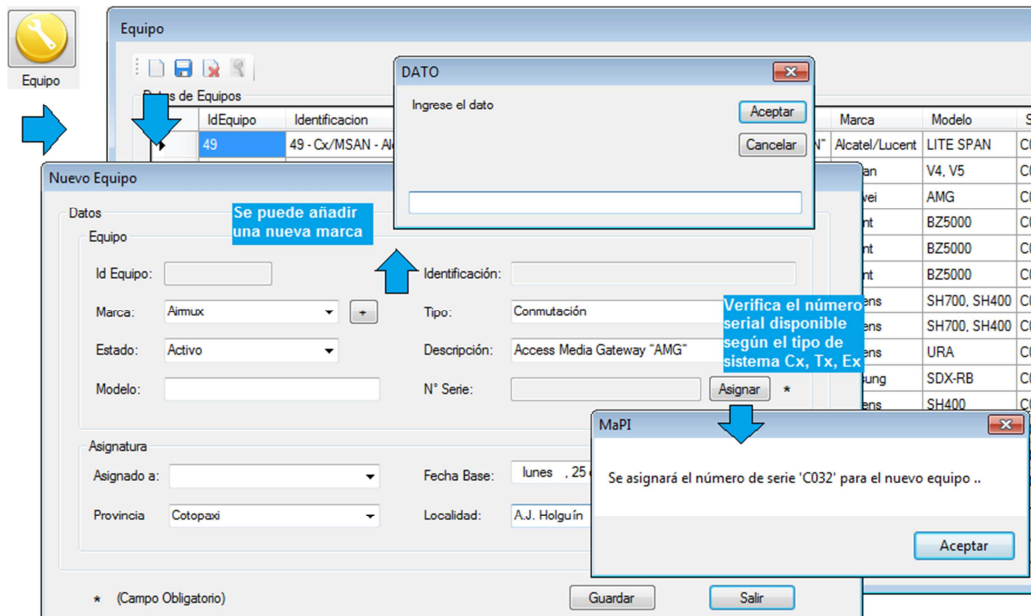 Equipo
Equipo
Datos de Equipos
IdEquipo Identificacion Marca Modelo
49 49 - Cx/MSAN - Alcatel/Lucent LITE SPAN
V4, V5
AMG
BZ5000
BZ5000
BZ5000
SH700, SH400
SH700, SH400
URA
SDX-RB
SH400
DATO
Ingrese el dato
Aceptar
Cancelar
Nuevo Equipo
Se puede añadir
una nueva marca
Datos
Equipo
Id Equipo: Identificación:
Marca: Airmux + Tipo: Conmutación
Verifica el número
serial disponible
según el tipo de
sistema Cx, Tx, Ex
Estado: Activo Descripción: Access Media Gateway "AMG"
Modelo: N° Serie: Asignar *
MaPI
Se asignará el número de serie 'C032' para el nuevo equipo ..
Aceptar
Asignatura
Asignado a: Fecha Base: lunes , 25
Provincia Cotopaxi Localidad: A.J. Holguín
* (Campo Obligatorio) Guardar Salir